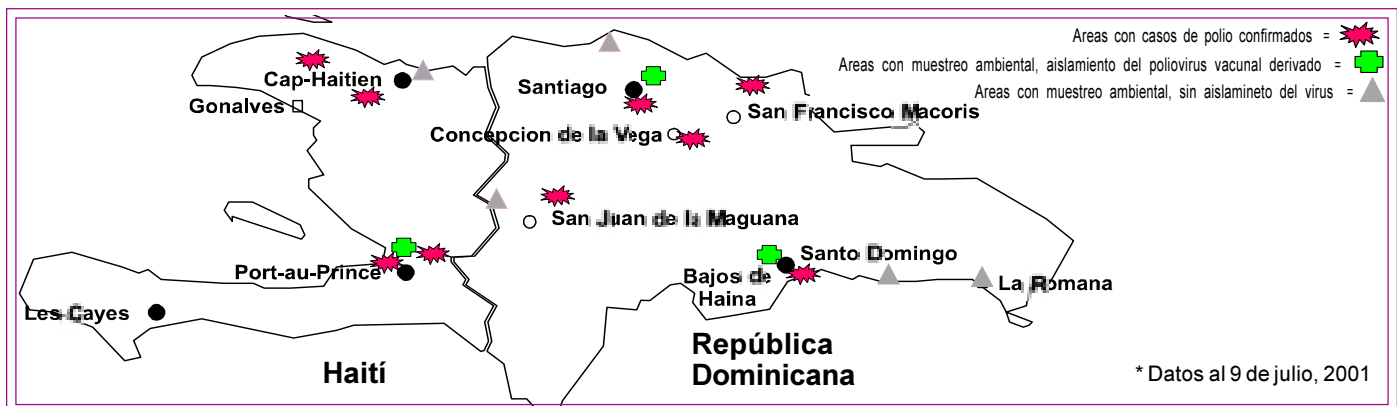 Areas con casos de polio confirmados =
Areas con muestreo ambiental, aislamiento del poliovirus vacunal derivado =
Areas con muestreo ambiental, sin aislamineto del virus =
Cap-Haitien
Gonalves
Santiago
San Francisco Macoris
Concepcion de la Vega
San Juan de la Maguana
Port-au-Prince
Santo Domingo
Bajos de
Haina
La Romana
Les Cayes
República
Dominicana
Haití
* Datos al 9 de julio, 2001